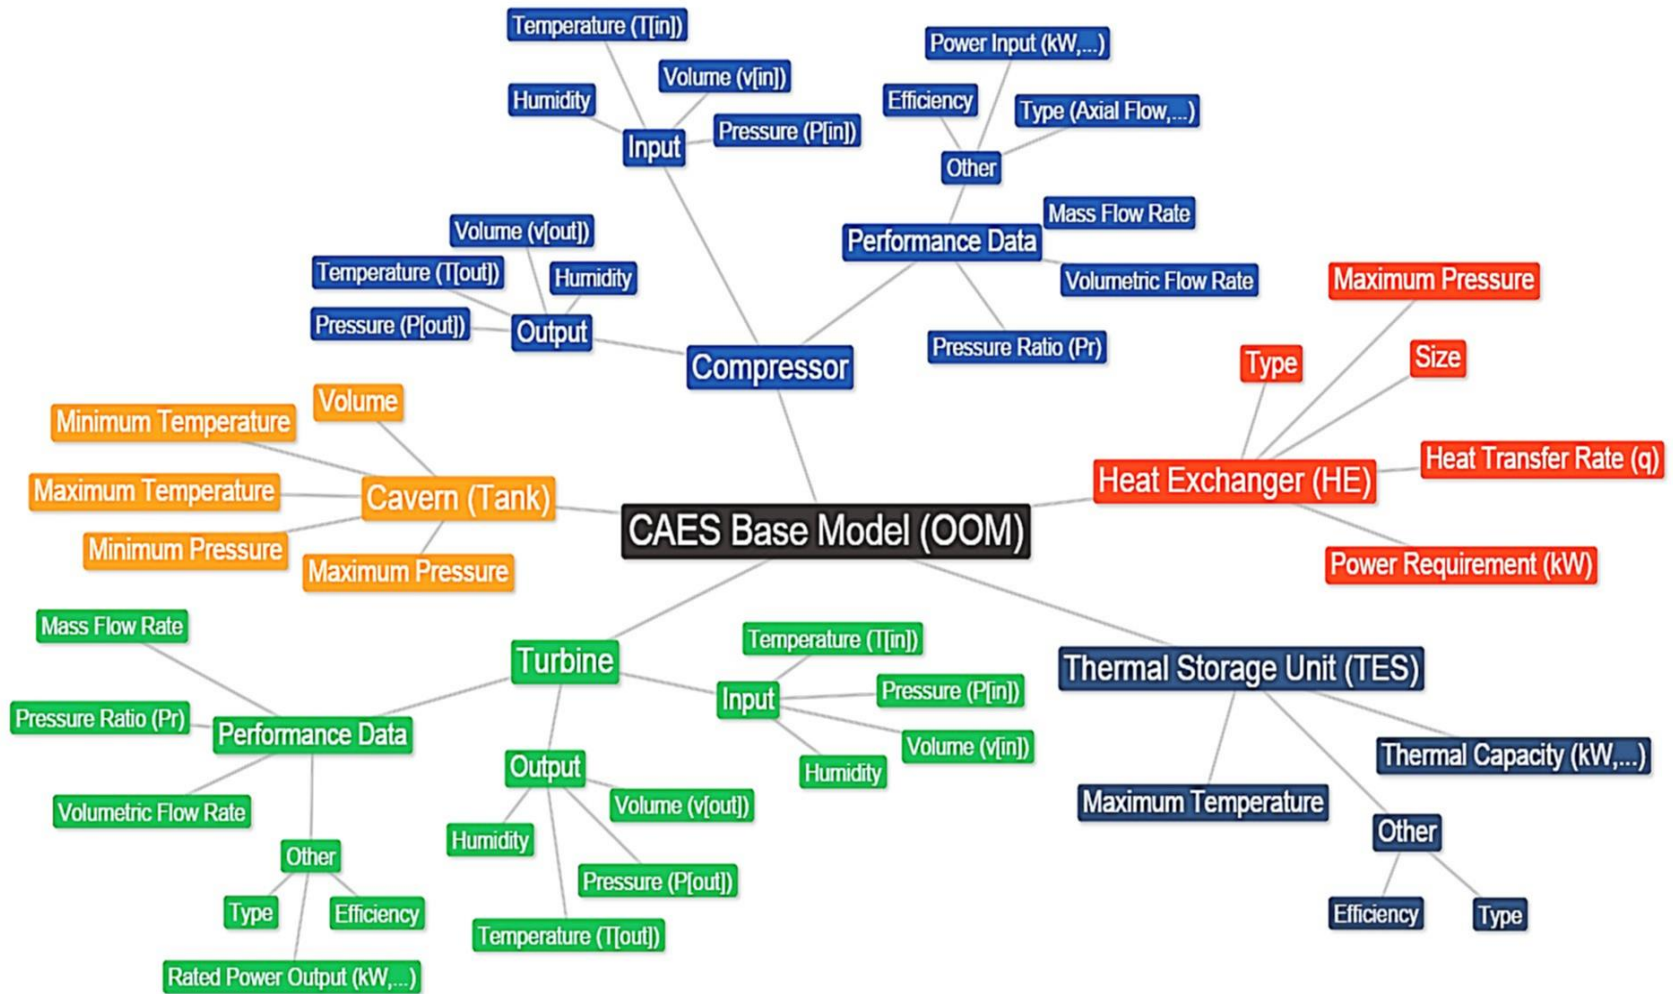 Temperature (T[in])
Volume (v[in])
Humidity
Pressure (P[in])
Input
Power Input (kW,...)
Efficiency
Type (Axial Flow,...)
Other
Mass Flow Rate
Performance Data
Volumetric Flow Rate
Pressure Ratio (Pr)
Volume (v[out])
Temperature (T[out])
Humidity
Pressure (P[out])
Output
Compressor
Maximum Pressure
Type
Size
Heat Transfer Rate (q)
Heat Exchanger (HE)
Power Requirement (kW)
Volume
Minimum Temperature
Maximum Temperature
Cavern (Tank)
Minimum Pressure
Maximum Pressure
CAES Base Model (OOM)
Mass Flow Rate
Turbine
Pressure Ratio (Pr)
Performance Data
Volumetric Flow Rate
Other
Type
Efficiency
Rated Power Output (kW,...)
Temperature (T[in])
Input
Pressure (P[in])
Volume (v[in])
Humidity
Output
Volume (v[out])
Humidity
Pressure (P[out])
Temperature (T[out])
Thermal Storage Unit (TES)
Thermal Capacity (kW,...)
Maximum Temperature
Other
Efficiency
Type